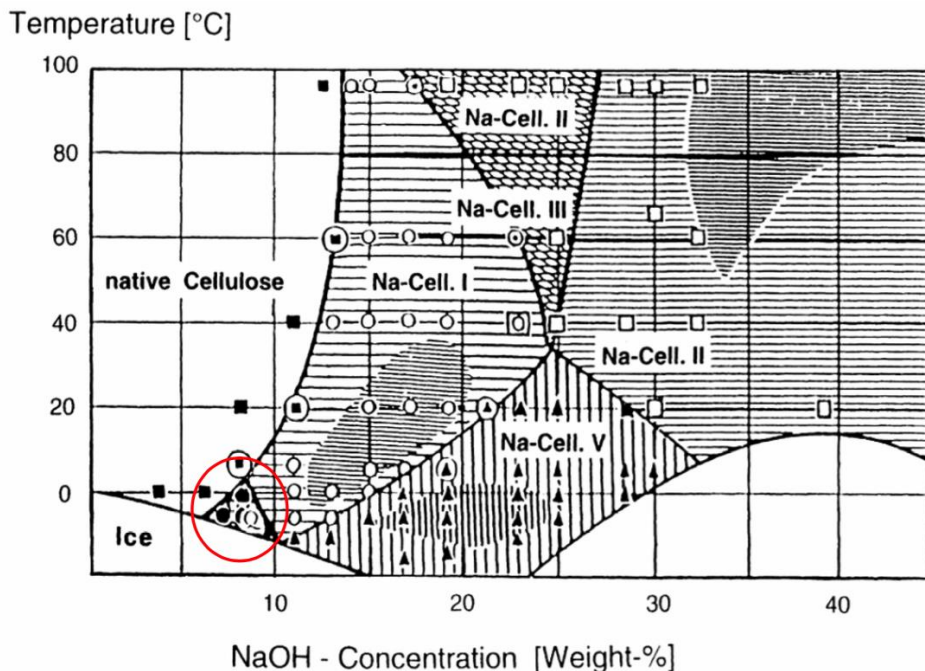 Temperature [°C]
100
80
60
40
20
0
Na-Cell. II
Na-Cell. III
native Cellulose
Na-Cell. I
Na-Cell. II
Na-Cell. V
Ice
10
20
30
40
NaOH - Concentration [Weight-%]